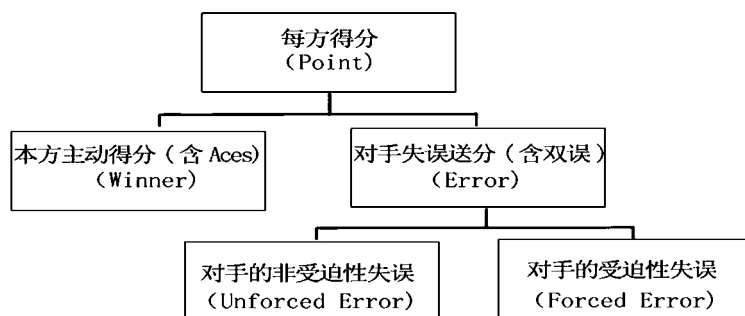 每方得分
(Point)
本方主动得分(含 Aces)
(Winner)
对手失误送分(含双误)
(Error)
对手的非受迫性失误
(Unforced Error)
对手的受迫性失误
(Forced Error)